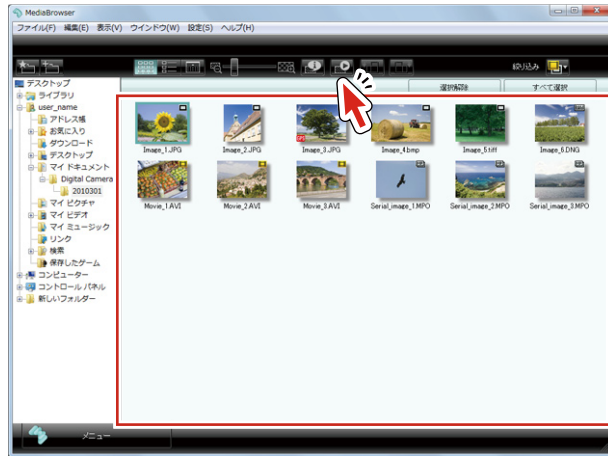 MediaBrowser
ファイル(F) 編集(E) 表示(V) ウインドウ(W) 設定(S) ヘルプ(H)
絞り込み
選択解除 すべて選択
デスクトップ
ライブラリ
user_name
アドレス帳
お気に入り
ダウンロード
デスクトップ
マイ ドキュメント
Digital Camera
2010301
マイ ピクチャ
マイ ビデオ
マイ ミュージック
リンク
検索
保存したゲーム
コンピューター
コントロール パネル
新しいフォルダー
Image_1.JPG Image_2.JPG Image_3.JPG Image_4.bmp Image_5.tiff Image_6.DNG
Movie_1.AVI Movie_2.AVI Movie_3.AVI Serial_image_1.MPO Serial_image_2.MPO Serial_image_3.MPO
メニュー